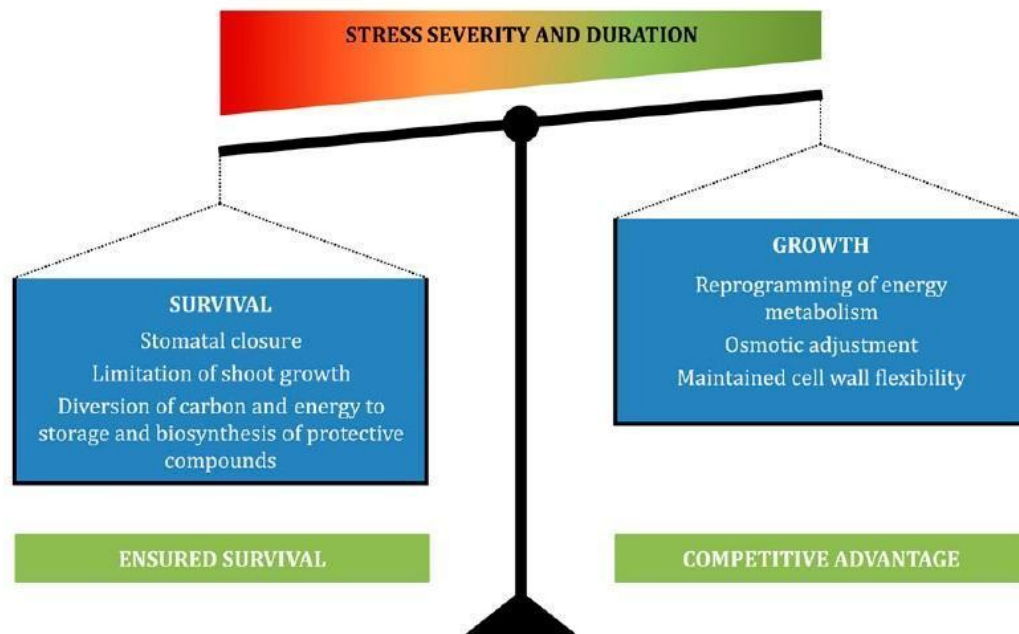 STRESS SEVERITY AND DURATION
SURVIVAL
Stomatal closure
Limitation of shoot growth
Diversion of carbon and energy to
storage and biosynthesis of protective
compounds
GROWTH
Reprogramming of energy
metabolism
Osmotic adjustment
Maintained cell wall flexibility
ENSURED SURVIVAL
COMPETITIVE ADVANTAGE